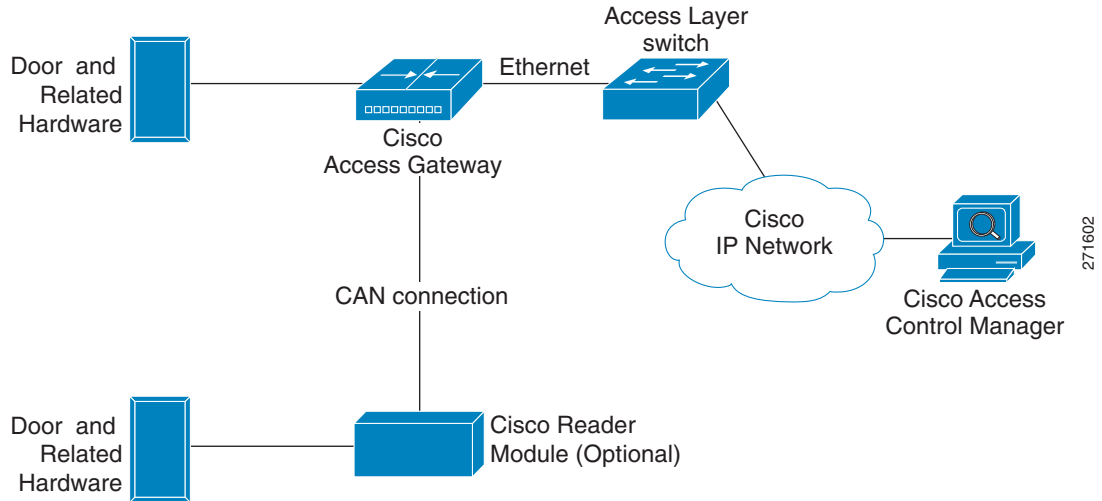 Door and
Related
Hardware
Cisco
Access Gateway
Ethernet
Access Layer
switch
Cisco
IP Network
Cisco Access
Control Manager
271602
CAN connection
Door and
Related
Hardware
Cisco Reader
Module (Optional)